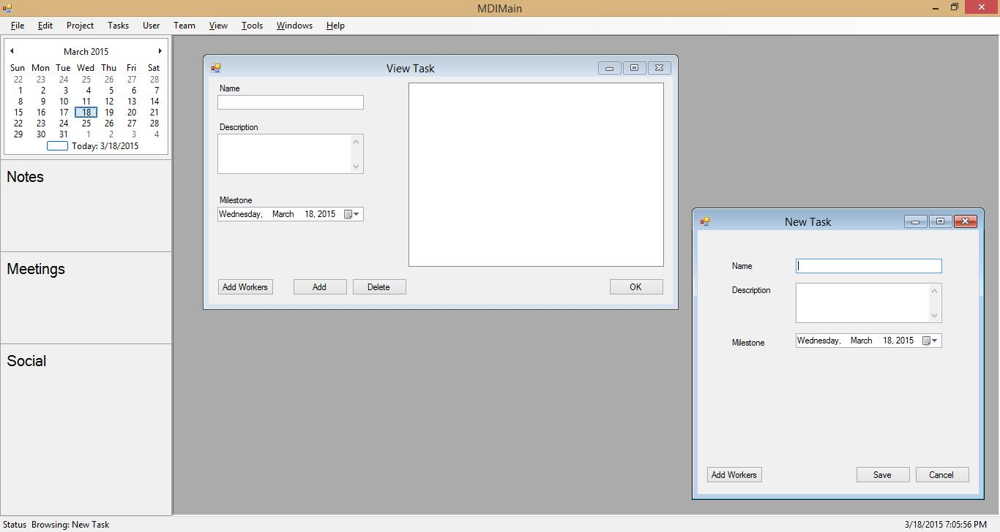 MDIMain
File Edit Project Tasks User Team View Tools Windows Help
March 2015
Sun Mon Tue Wed Thu Fri Sat
22 23 24 25 26 27 28
1 2 3 4 5 6 7
8 9 10 11 12 13 14
15 16 17 18 19 20 21
22 23 24 25 26 27 28
29 30 31 1 2 3 4
Today: 3/18/2015
Notes
Meetings
Social
View Task
Name
Description
Milestone
Wednesday, March 18, 2015
Add Workers Add Delete OK
New Task
Name
Description
Milestone Wednesday, March 18, 2015
Add Workers Save Cancel
Status Browsing: New Task 3/18/2015 7:05:56 PM